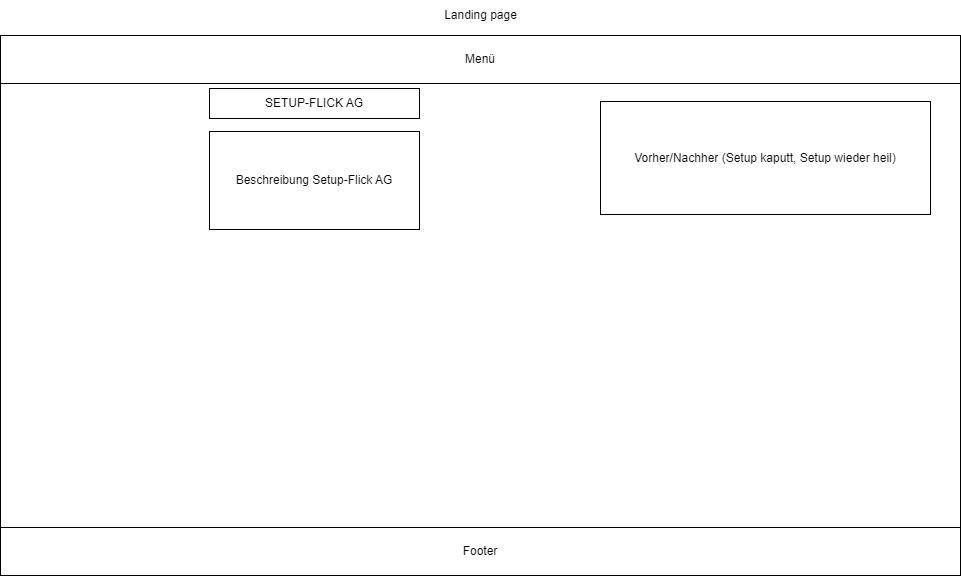 Landing page
Menü
SETUP-FLICK AG
Beschreibung Setup-Flick AG
Vorher/Nachher (Setup kaputt, Setup wieder heil)
Footer